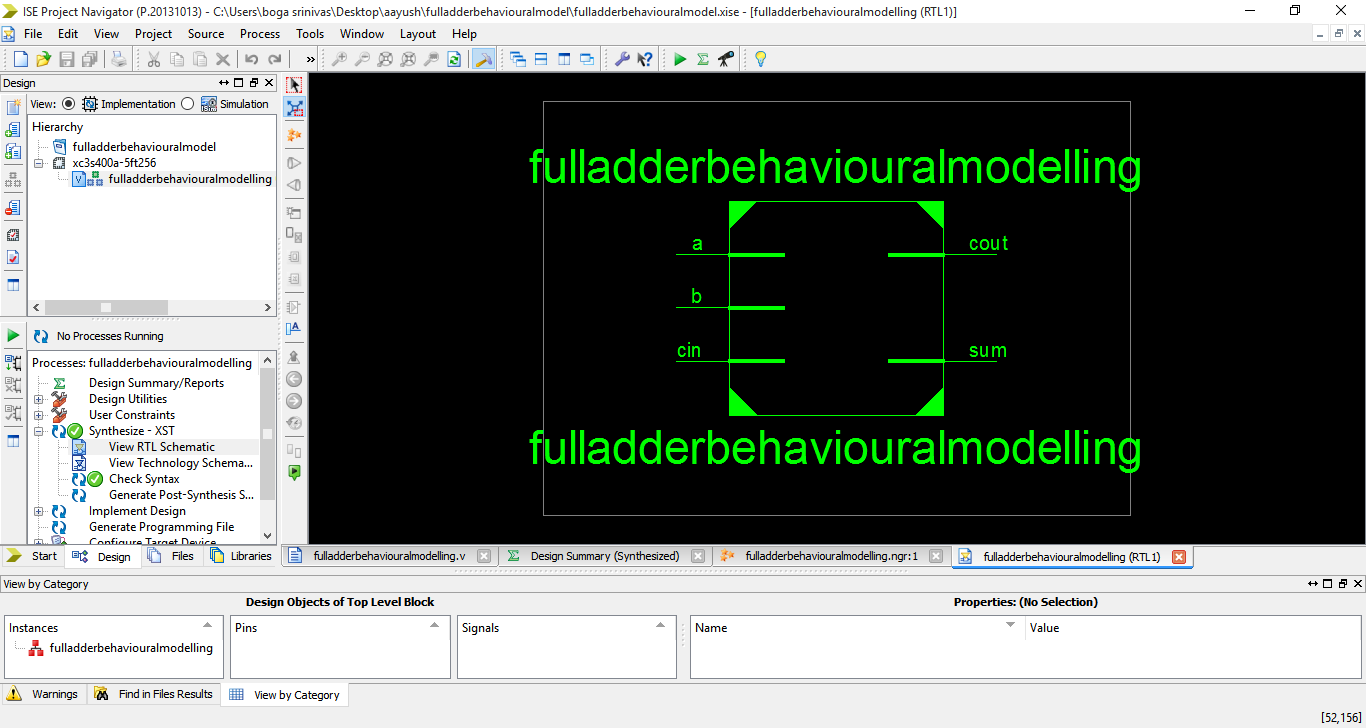 ISE Project Navigator (P.20131013) - C:\Users\boga srinivas\Desktop\aayush\fulladderbehaviouralmodel\fulladderbehaviouralmodel.xise - [fulladderbehaviouralmodelling (RTL1)]
File Edit View Project Source Process Tools Window Layout Help
Design
View: Implementation Simulation
Hierarchy
fulladderbehaviouralmodel
xc3s400a-5ft256
fulladderbehaviouralmodelling
No Processes Running
Processes: fulladderbehaviouralmodelling
Design Summary/Reports
Design Utilities
User Constraints
Synthesize - XST
View RTL Schematic
View Technology Schema...
Check Syntax
Generate Post-Synthesis S...
Implement Design
Generate Programming File
Configure Target Device
Start Design Files Libraries
fulladderbehaviouralmodelling
a cout
b
cin sum
fulladderbehaviouralmodelling
fulladderbehaviouralmodelling.v Design Summary (Synthesized) fulladderbehaviouralmodelling.ngr:1 fulladderbehaviouralmodelling (RTL1)
View by Category
Design Objects of Top Level Block Properties: (No Selection)
Instances Pins Signals Name Value
fulladderbehaviouralmodelling
Warnings Find in Files Results View by Category
[52,156]